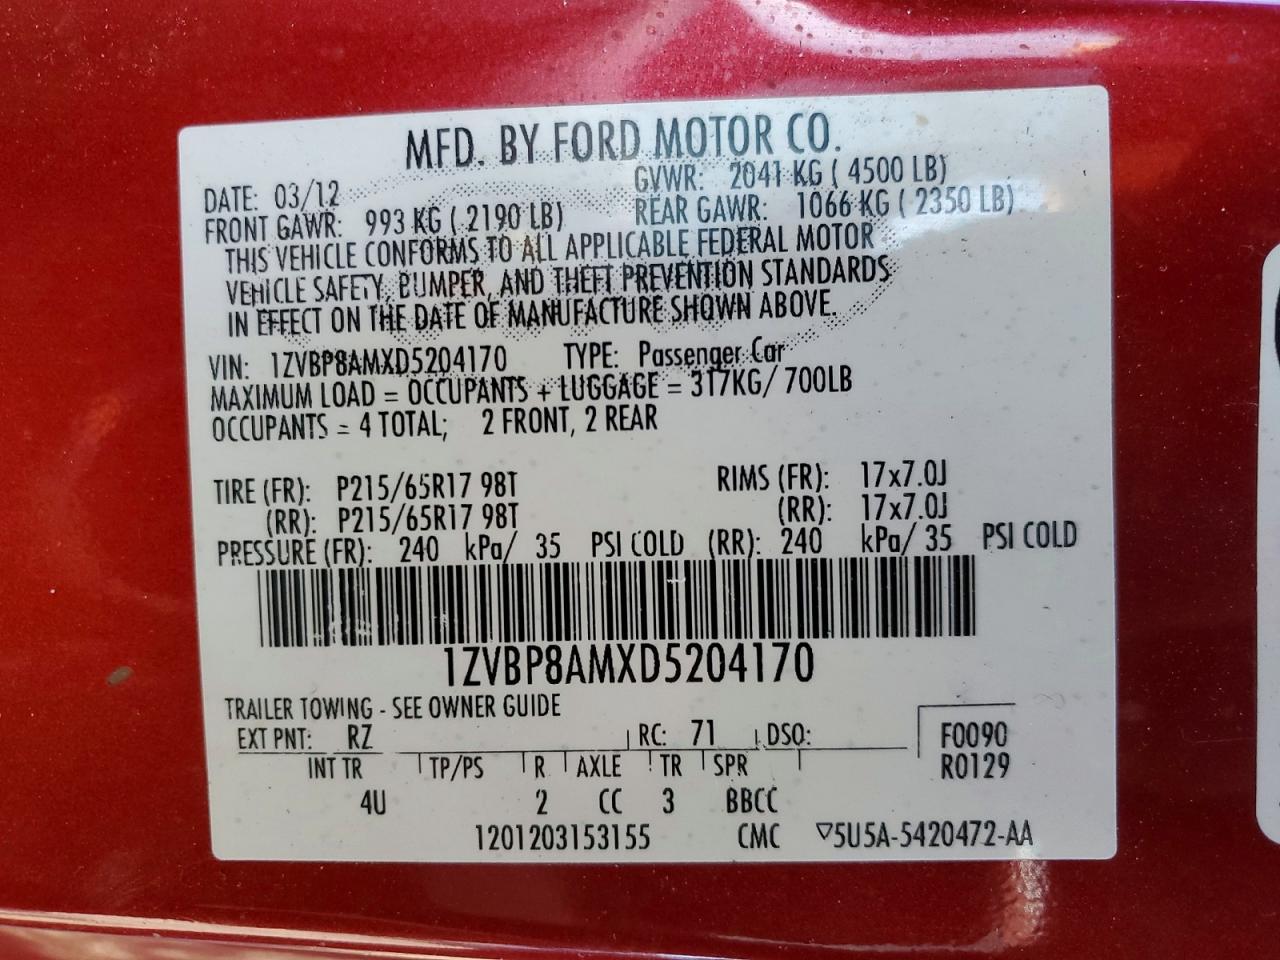 MFD. BY FORD MOTOR CO.
DATE: 03/12 GVWR: 2041 KG ( 4500 LB)
FRONT GAWR: 993 KG ( 2190 LB) REAR GAWR: 1066 KG ( 2350 LB)
THIS VEHICLE CONFORMS TO ALL APPLICABLE FEDERAL MOTOR
VEHICLE SAFETY, BUMPER, AND THEFT PREVENTION STANDARDS
IN EFFECT ON THE DATE OF MANUFACTURE SHOWN ABOVE.
VIN: 1ZVBP8AMXD5204170 TYPE: Passenger Car
MAXIMUM LOAD = OCCUPANTS + LUGGAGE = 317KG/ 700LB
OCCUPANTS = 4 TOTAL; 2 FRONT, 2 REAR
TIRE (FR): P215/65R17 98T RIMS (FR): 17x7.0J
(RR): P215/65R17 98T (RR): 17x7.0J
PRESSURE (FR): 240 kPa/ 35 PSI COLD (RR): 240 kPa/ 35 PSI COLD
1ZVBP8AMXD5204170
TRAILER TOWING - SEE OWNER GUIDE
EXT PNT: RZ RC: 71 DSO: F0090
INT TR TP/PS R AXLE TR SPR R0129
4U 2 CC 3 BBCC
1201203153155 CMC ▽5U5A-5420472-AA